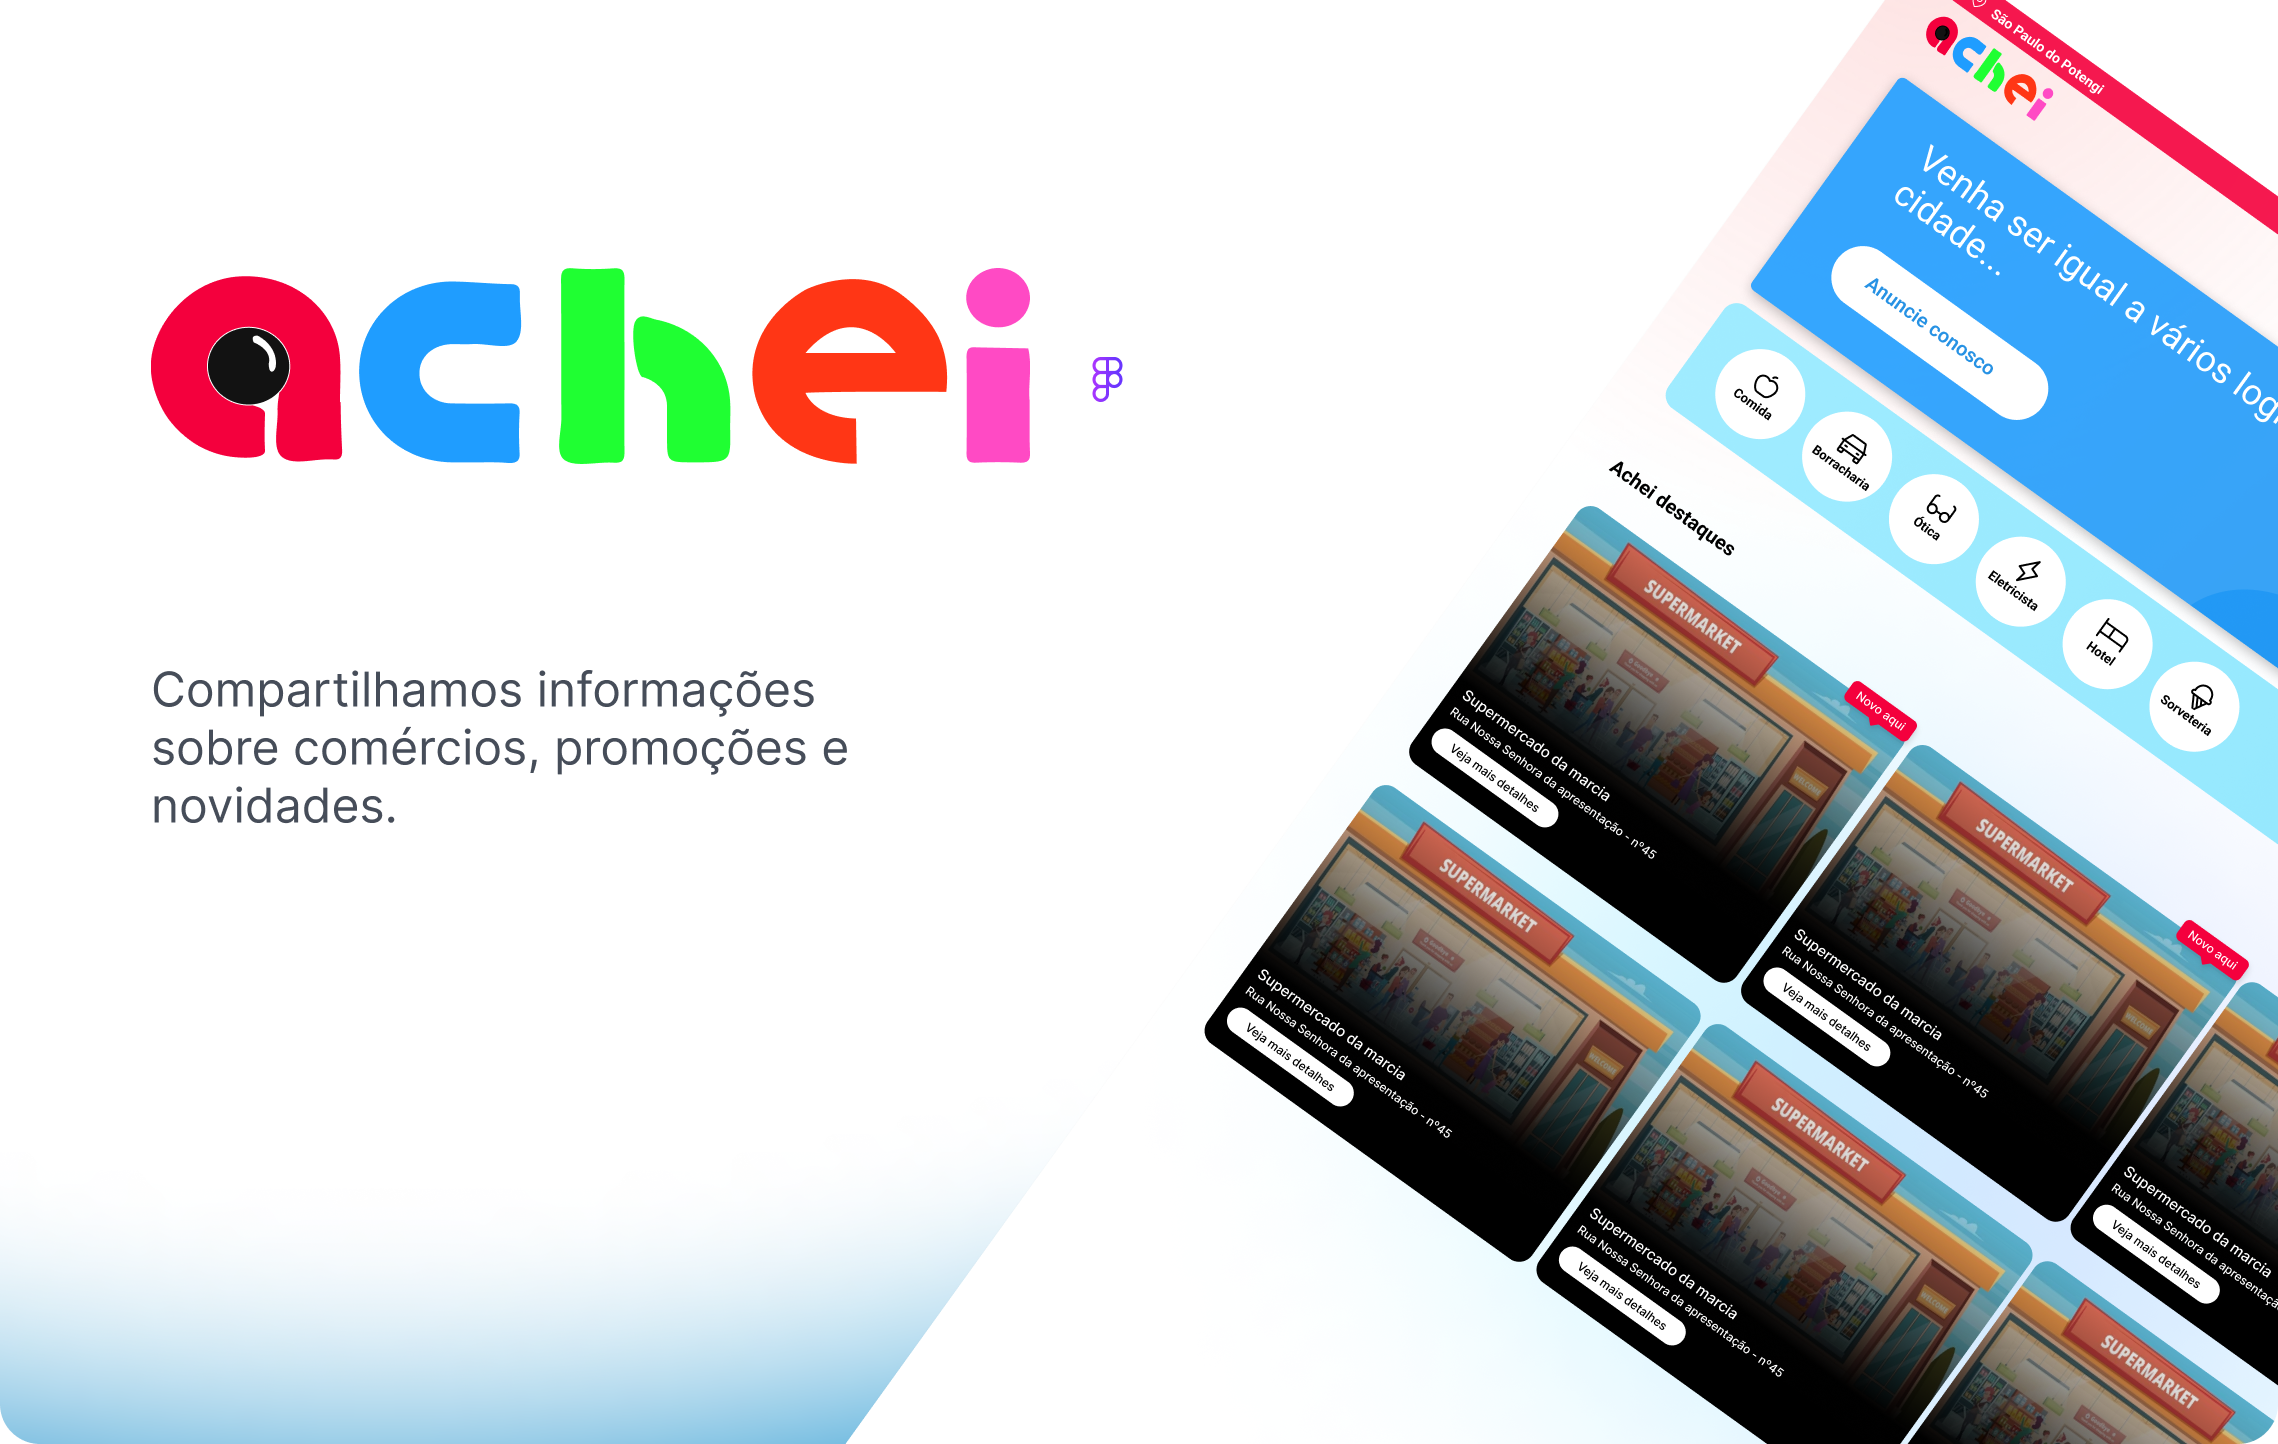 achei
Compartilhamos informações
sobre comércios, promoções e
novidades.
São Paulo do Potengi
achei
Venha ser igual a vários
cidade...
Anuncie conosco
Comida
Borracharia
Ótica
Eletricista
Hotel
Sorveteria
Achei destaques
SUPERMARKET
WELCOME
Supermercado da marcia
Rua Nossa Senhora da apresentação - nº45
Veja mais detalhes
Novo aqui
SUPERMARKET
WELCOME
Supermercado da marcia
Rua Nossa Senhora da apresentação - nº45
Veja mais detalhes
Novo aqui
Supermercado da marcia
Rua Nossa Senhora da
Veja mais detalhes
SUPERMARKET
WELCOME
Supermercado da marcia
Rua Nossa Senhora da apresentação - nº45
Veja mais detalhes
SUPERMARKET
WELCOME
Supermercado da marcia
Rua Nossa Senhora da apresentação - nº45
Veja mais detalhes
SUPERMARKET